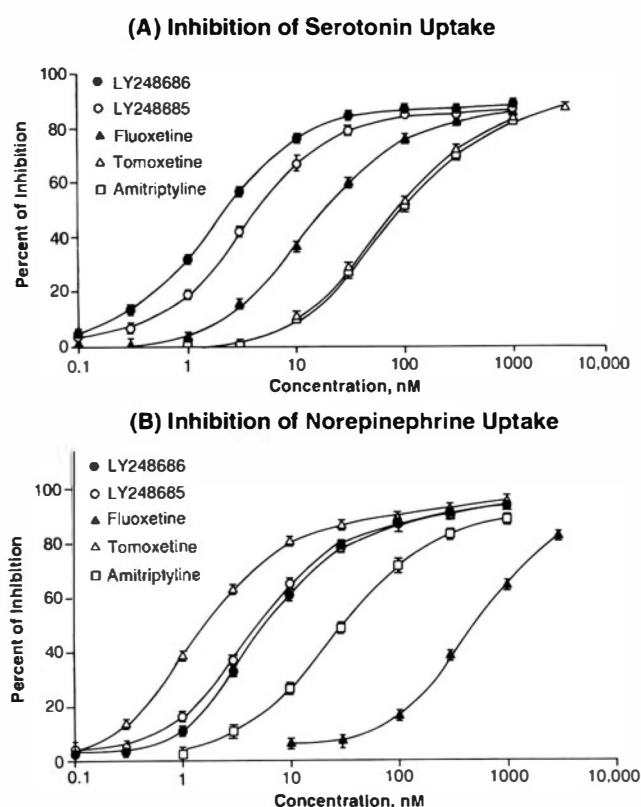 (A) Inhibition of Serotonin Uptake
100
80
60
40
20
0
Percent of Inhibition
LY248686
LY248685
Fluoxetine
Tomoxetine
Amitriptyline
0.1
1
10
100
1000
10,000
Concentration, nM
(B) Inhibition of Norepinephrine Uptake
100
80
60
40
20
0
Percent of Inhibition
LY248686
LY248685
Fluoxetine
Tomoxetine
Amitriptyline
0.1
1
10
100
1000
10,000
Concentration, nM